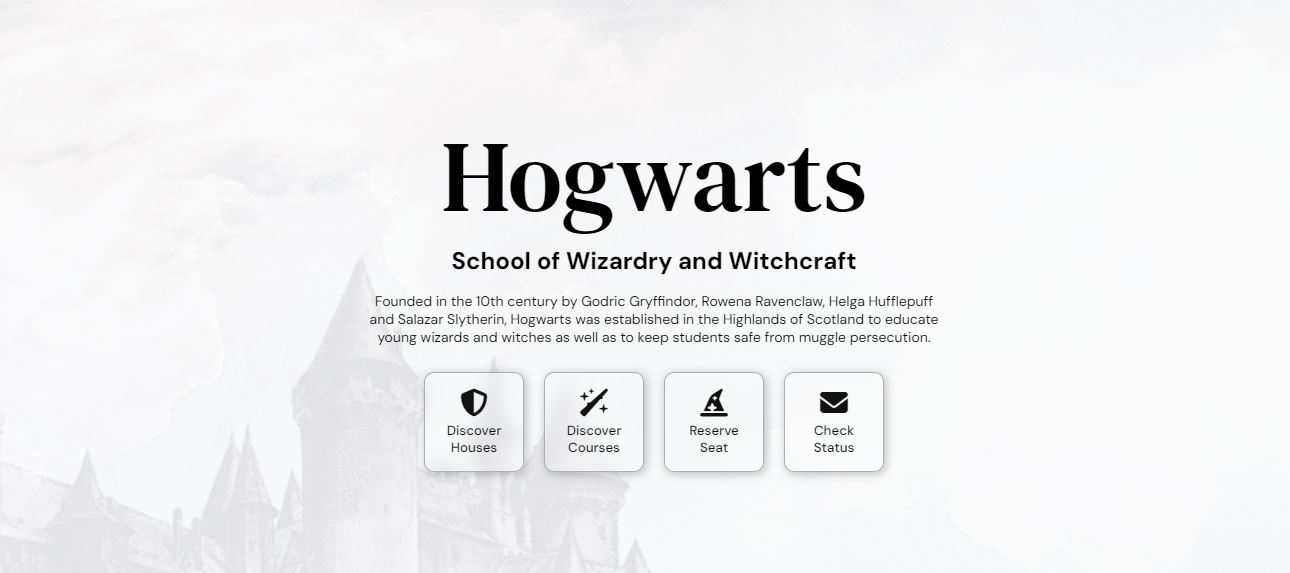 Hogwarts
School of Wizardry and Witchcraft
Founded in the 10th century by Godric Gryffindor, Rowena Ravenclaw, Helga Hufflepuff
and Salazar Slytherin, Hogwarts was established in the Highlands of Scotland to educate
young wizards and witches as well as to keep students safe from muggle persecution.
Discover
Houses
Discover
Courses
Reserve
Seat
Check
Status